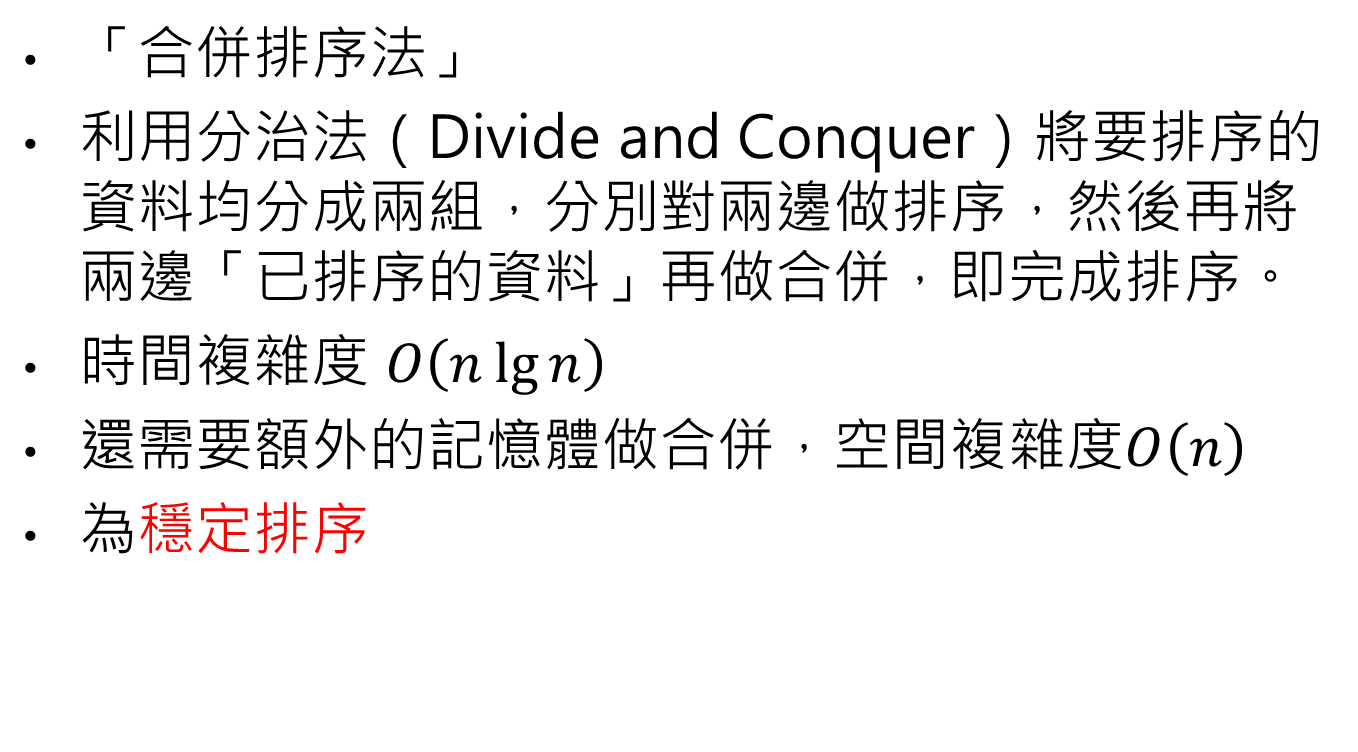 • 「合併排序法」
• 利用分治法（Divide and Conquer）將要排序的
資料均分成兩組，分別對兩邊做排序，然後再將
兩邊「已排序的資料」再做合併，即完成排序。
• 時間複雜度 𝑂(𝑛 lg 𝑛)
• 還需要額外的記憶體做合併，空間複雜度𝑂(𝑛)
• 為穩定排序